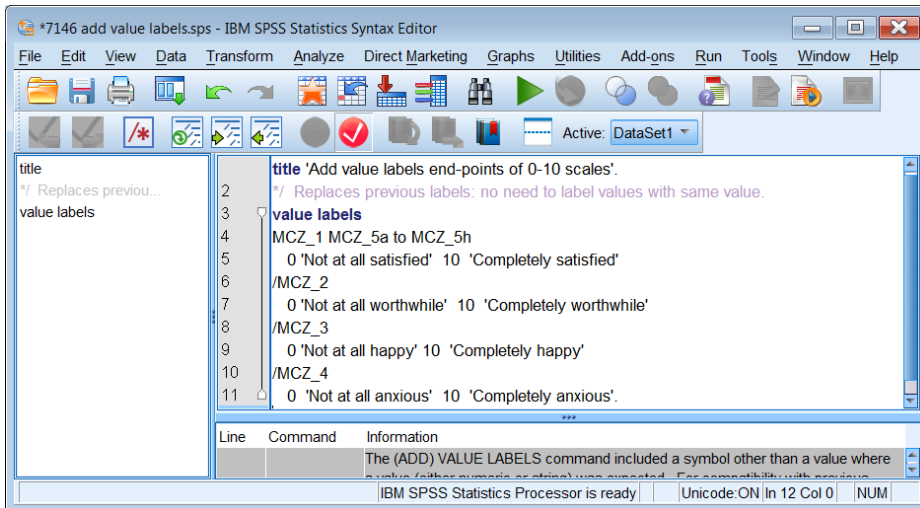 *7146 add value labels.sps - IBM SPSS Statistics Syntax Editor
File Edit View Data Transform Analyze Direct Marketing Graphs Utilities Add-ons Run Tools Window Help
/*
Active: DataSet1
title
*/ Replaces previou...
value labels
title 'Add value labels end-points of 0-10 scales'.
2 */ Replaces previous labels: no need to label values with same value.
3 value labels
4 MCZ_1 MCZ_5a to MCZ_5h
5 0 'Not at all satisfied' 10 'Completely satisfied'
6 /MCZ_2
7 0 'Not at all worthwhile' 10 'Completely worthwhile'
8 /MCZ_3
9 0 'Not at all happy' 10 'Completely happy'
10 /MCZ_4
11 0 'Not at all anxious' 10 'Completely anxious'.
Line Command Information
The (ADD) VALUE LABELS command included a symbol other than a value where
IBM SPSS Statistics Processor is ready Unicode:ON In 12 Col 0 NUM